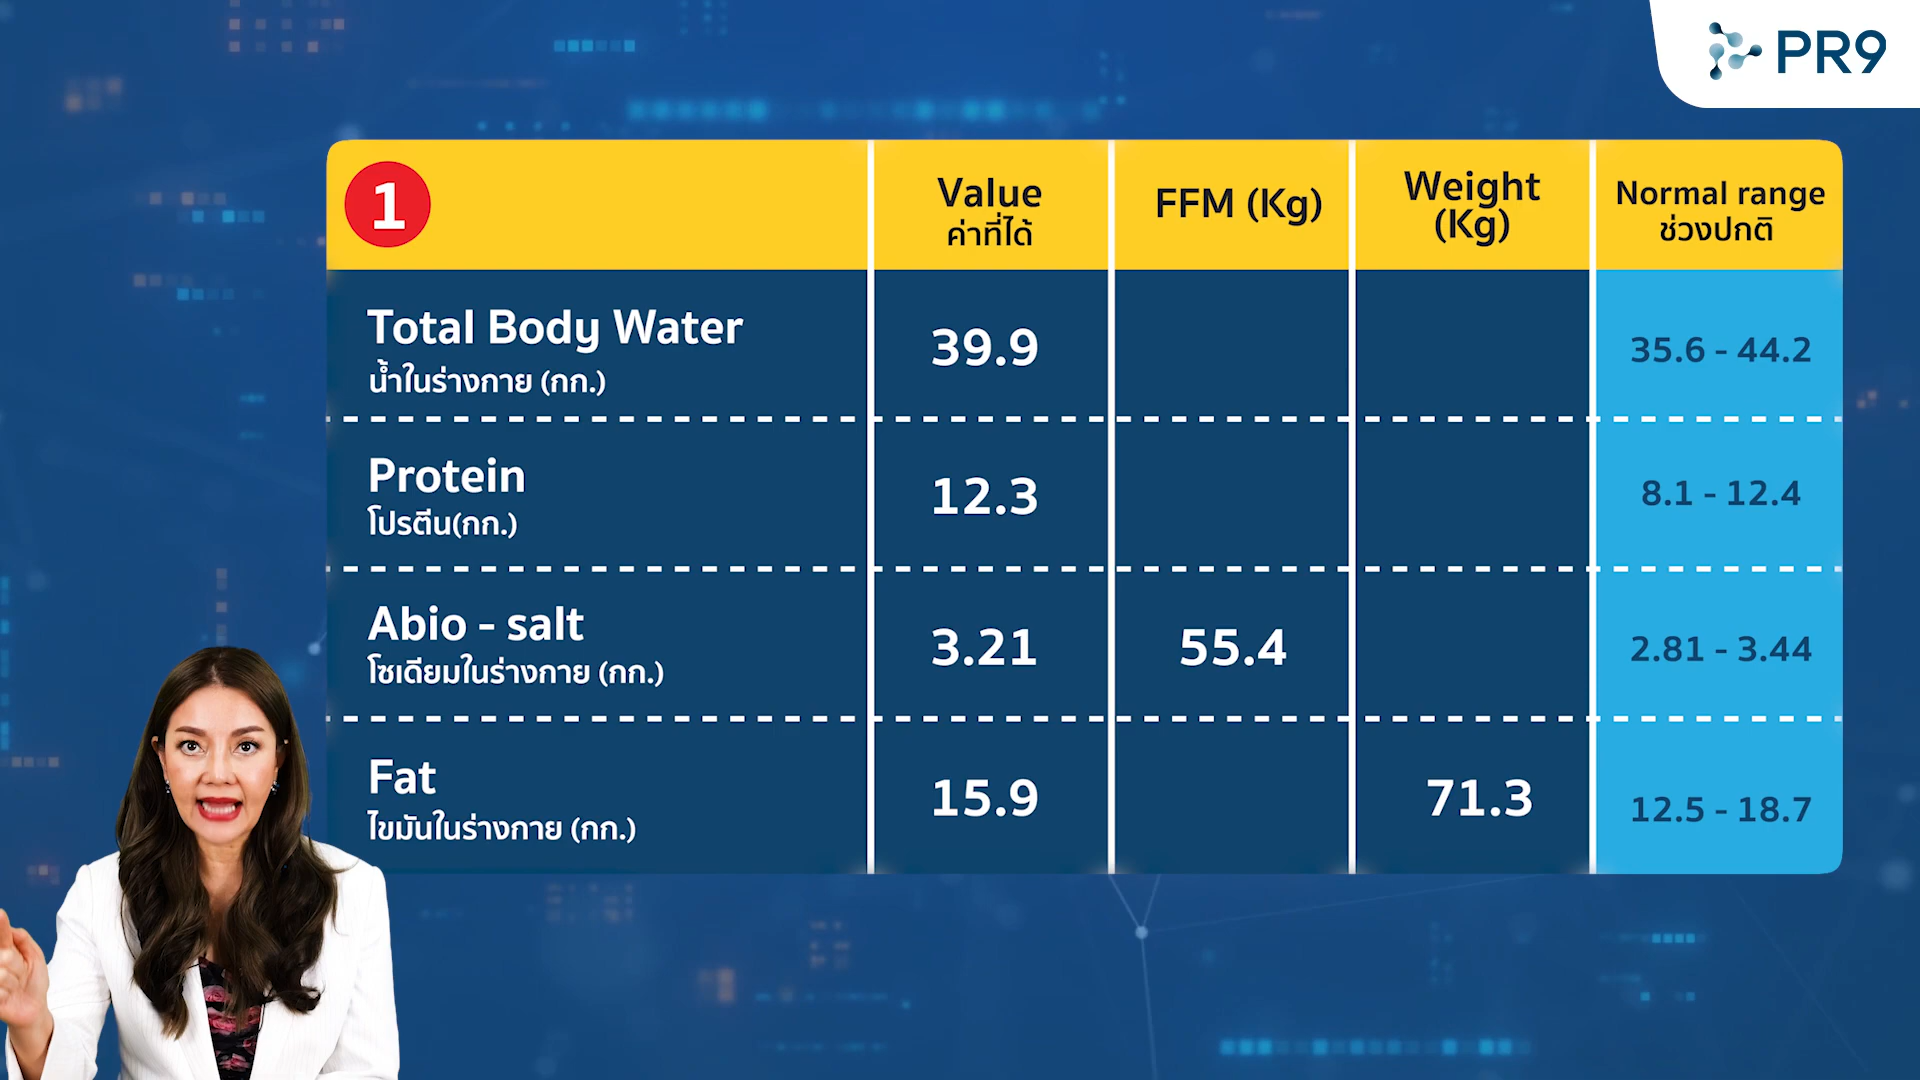 PR9
1
Value
ค่าที่ได้
FFM (Kg)
Weight
(Kg)
Normal range
ช่วงปกติ
Total Body Water
น้ำในร่างกาย (กก.)
39.9
35.6 - 44.2
Protein
โปรตีน(กก.)
12.3
8.1 - 12.4
Abio - salt
โซเดียมในร่างกาย (กก.)
3.21
55.4
2.81 - 3.44
Fat
ไขมันในร่างกาย (กก.)
15.9
71.3
12.5 - 18.7